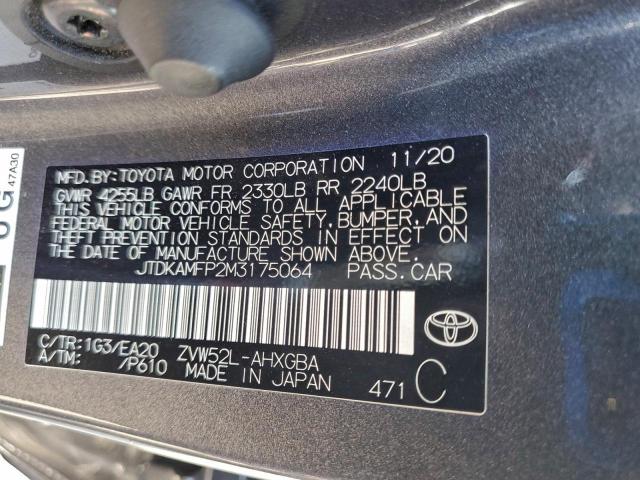 MFD.BY:TOYOTA MOTOR CORPORATION 11/20
GVWR 4255LB GAWR FR 2330LB RR 2240LB
THIS VEHICLE CONFORMS TO ALL APPLICABLE
FEDERAL MOTOR VEHICLE SAFETY, BUMPER, AND
THEFT PREVENTION STANDARDS IN EFFECT ON
THE DATE OF MANUFACTURE SHOWN ABOVE.
JTDKAMFP2M3175064 PASS.CAR
C/TR:1G3/EA20 ZVW52L-AHXGBA
A/TM: /P610 MADE IN JAPAN
471 C
TOYOTA
47A30